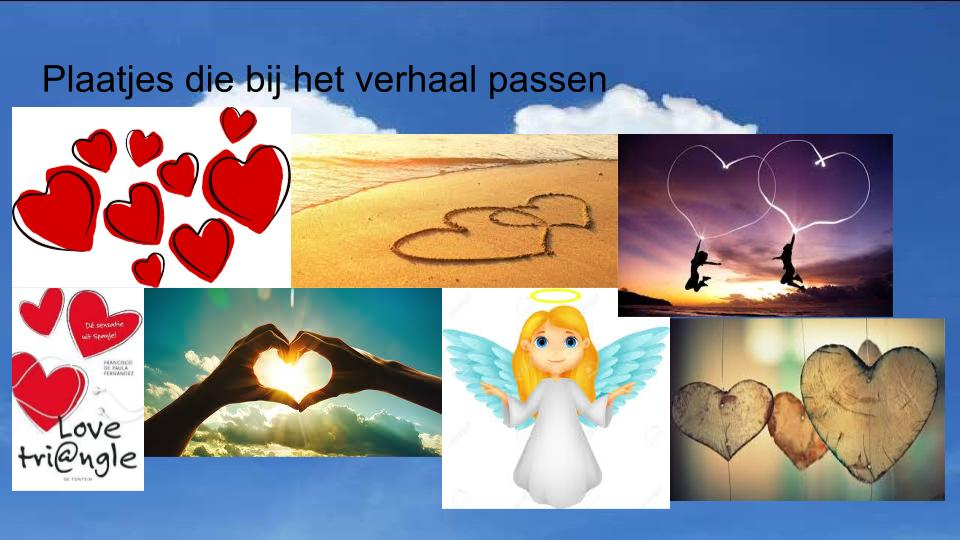 Plaatjes die bij het verhaal passen
Dé sensatie
uit Spanje!
FRANCISCO
DE PAULA
FERNÁNDEZ
Love
tri@ngle
DE FONTEIN